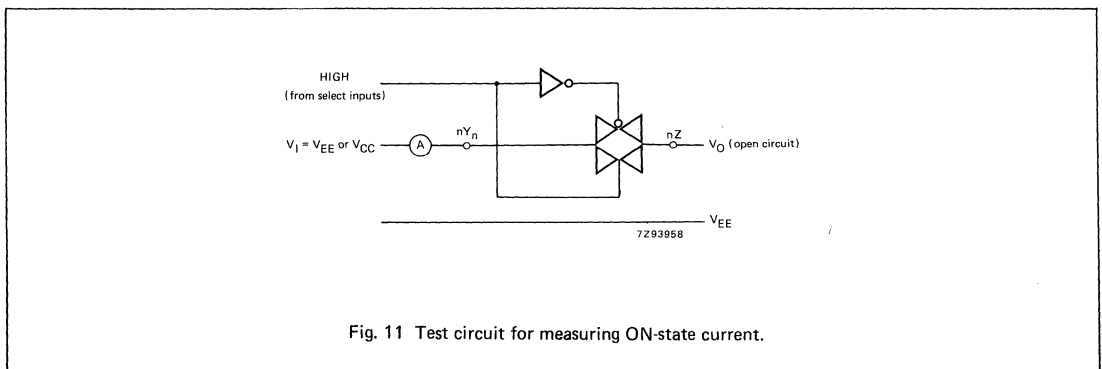 HIGH
(from select inputs)
V_I = V_EE or V_CC
A
nY_n
nZ
V_O (open circuit)
V_EE
7Z93958
Fig. 11 Test circuit for measuring ON-state current.